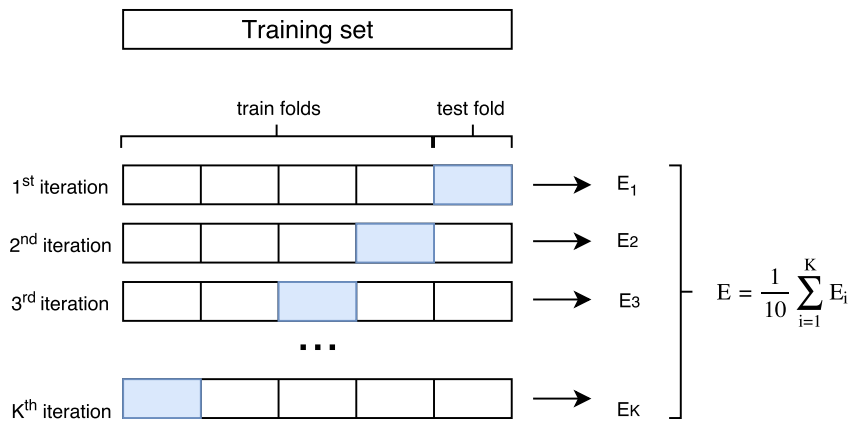 Training set
train folds
test fold
1st iteration
E1
2nd iteration
E2
3rd iteration
E3
...
Kth iteration
EK
E = 1/10 ∑ K i=1 Ei